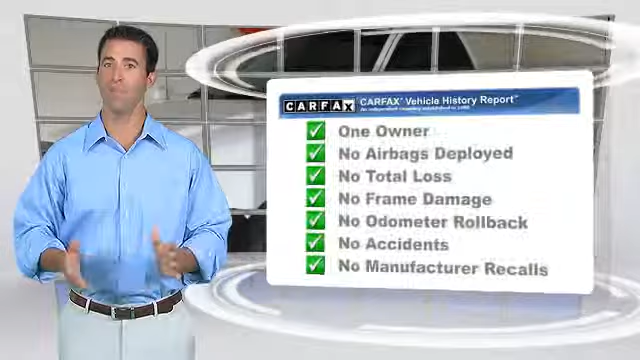 CARFAX CARFAX® Vehicle History Report™
One Owner
No Airbags Deployed
No Total Loss
No Frame Damage
No Odometer Rollback
No Accidents
No Manufacturer Recalls